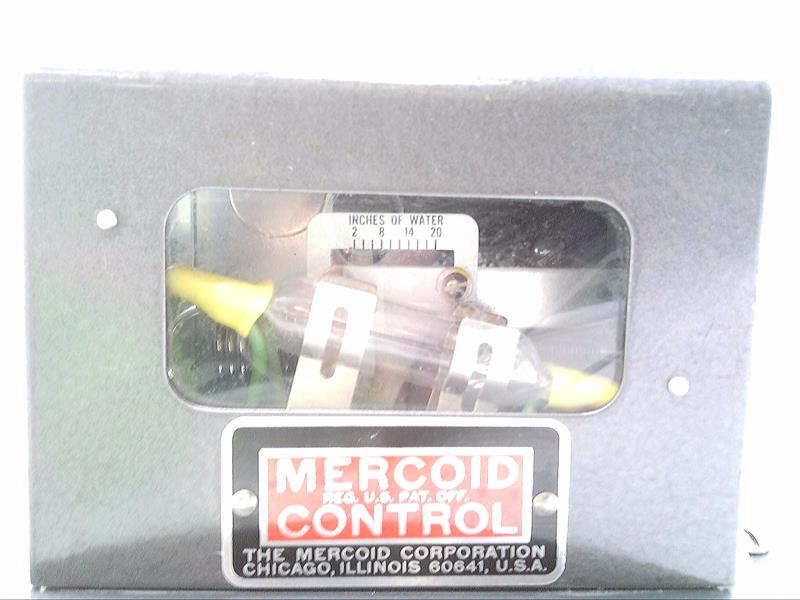 INCHES OF WATER
2 8 14 20
MERCOID
REG. U.S. PAT. OFF.
CONTROL
THE MERCOID CORPORATION
CHICAGO, ILLINOIS 60641, U.S.A.